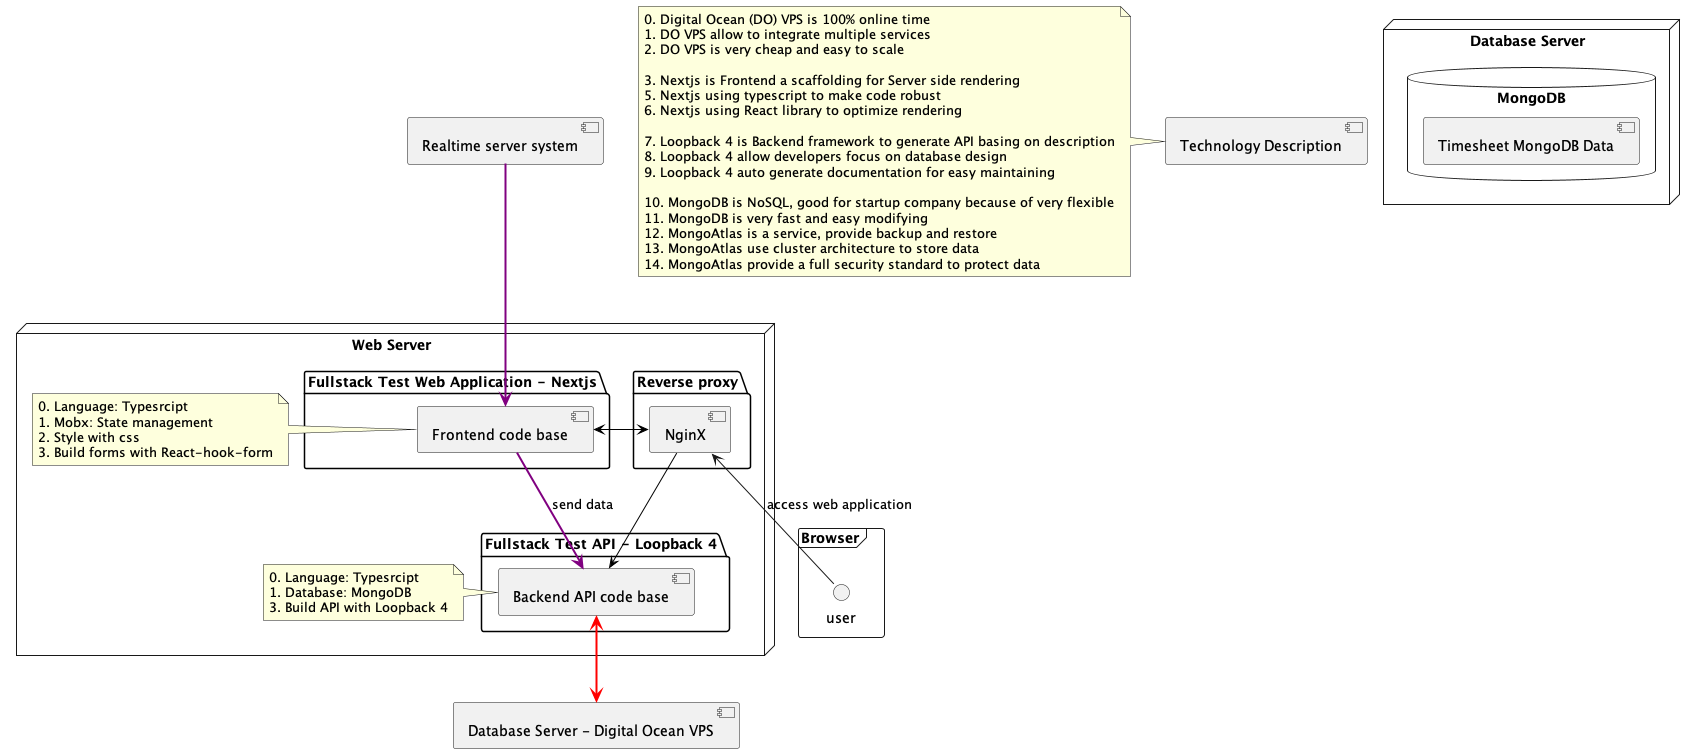 0. Digital Ocean (DO) VPS is 100% online time
1. DO VPS allow to integrate multiple services
2. DO VPS is very cheap and easy to scale
3. Nextjs is Frontend a scaffolding for Server side rendering
5. Nextjs using typescript to make code robust
6. Nextjs using React library to optimize rendering
7. Loopback 4 is Backend framework to generate API basing on description
8. Loopback 4 allow developers focus on database design
9. Loopback 4 auto generate documentation for easy maintaining
10. MongoDB is NoSQL, good for startup company because of very flexible
11. MongoDB is very fast and easy modifying
12. MongoAtlas is a service, provide backup and restore
13. MongoAtlas use cluster architecture to store data
14. MongoAtlas provide a full security standard to protect data
Technology Description
Database Server
MongoDB
Timesheet MongoDB Data
Realtime server system
Web Server
Fullstack Test Web Application - Nextjs
Frontend code base
0. Language: Typesrcipt
1. Mobx: State management
2. Style with css
3. Build forms with React-hook-form
Reverse proxy
NginX
send data
access web application
Fullstack Test API - Loopback 4
Backend API code base
0. Language: Typesrcipt
1. Database: MongoDB
3. Build API with Loopback 4
Browser
user
Database Server - Digital Ocean VPS